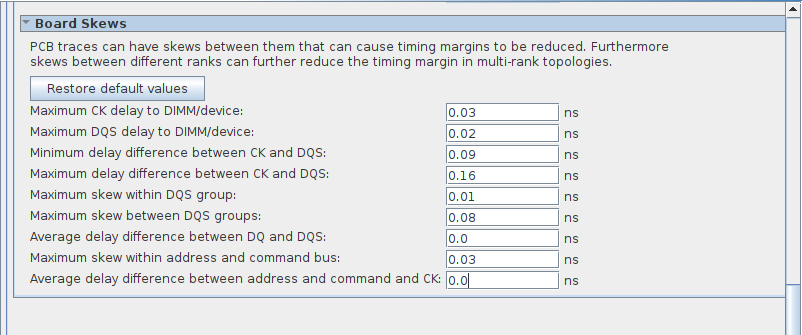 Board Skews
PCB traces can have skews between them that can cause timing margins to be reduced. Furthermore
skews between different ranks can further reduce the timing margin in multi-rank topologies.
Restore default values
Maximum CK delay to DIMM/device: 0.03 ns
Maximum DQS delay to DIMM/device: 0.02 ns
Minimum delay difference between CK and DQS: 0.09 ns
Maximum delay difference between CK and DQS: 0.16 ns
Maximum skew within DQS group: 0.01 ns
Maximum skew between DQS groups: 0.08 ns
Average delay difference between DQ and DQS: 0.0 ns
Maximum skew within address and command bus: 0.03 ns
Average delay difference between address and command and CK: 0.0 ns